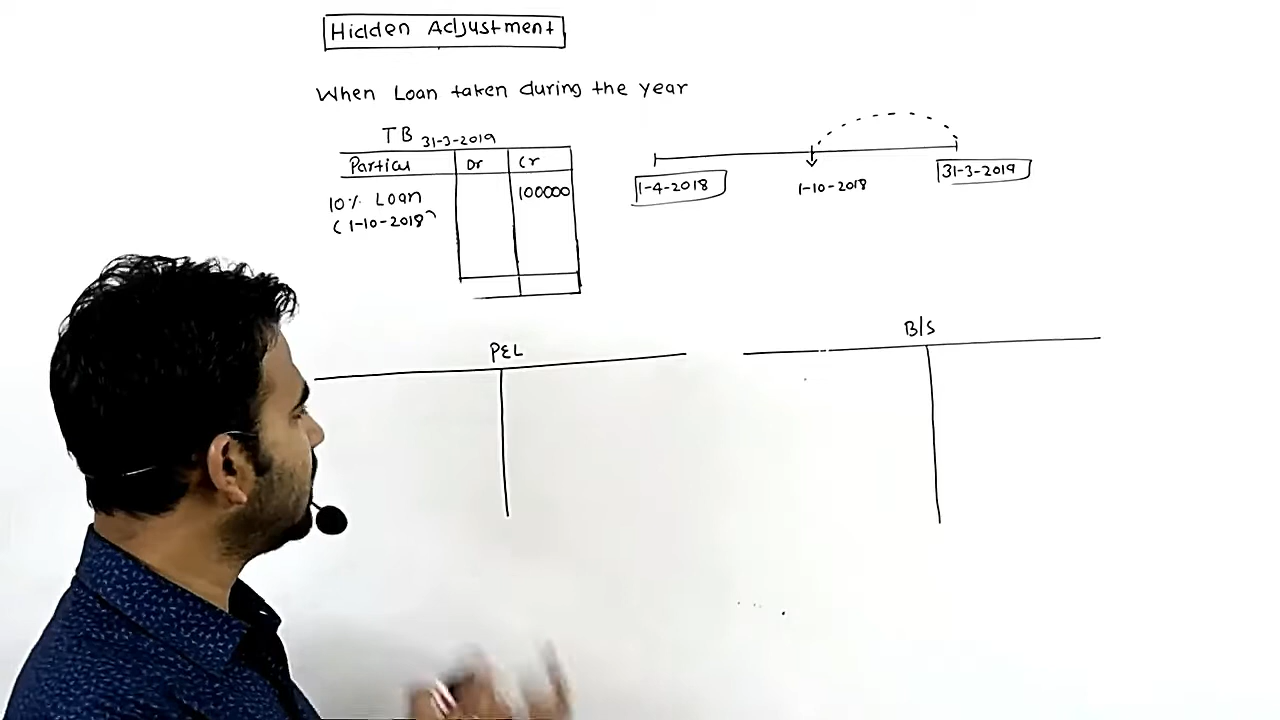 Hidden Adjustment
When Loan taken during the year
TB 31-3-2019
Particu Dr Cr
10% Loan 100000
(1-10-2018)
1-4-2018 1-10-2018 31-3-2019
P&L
B/S